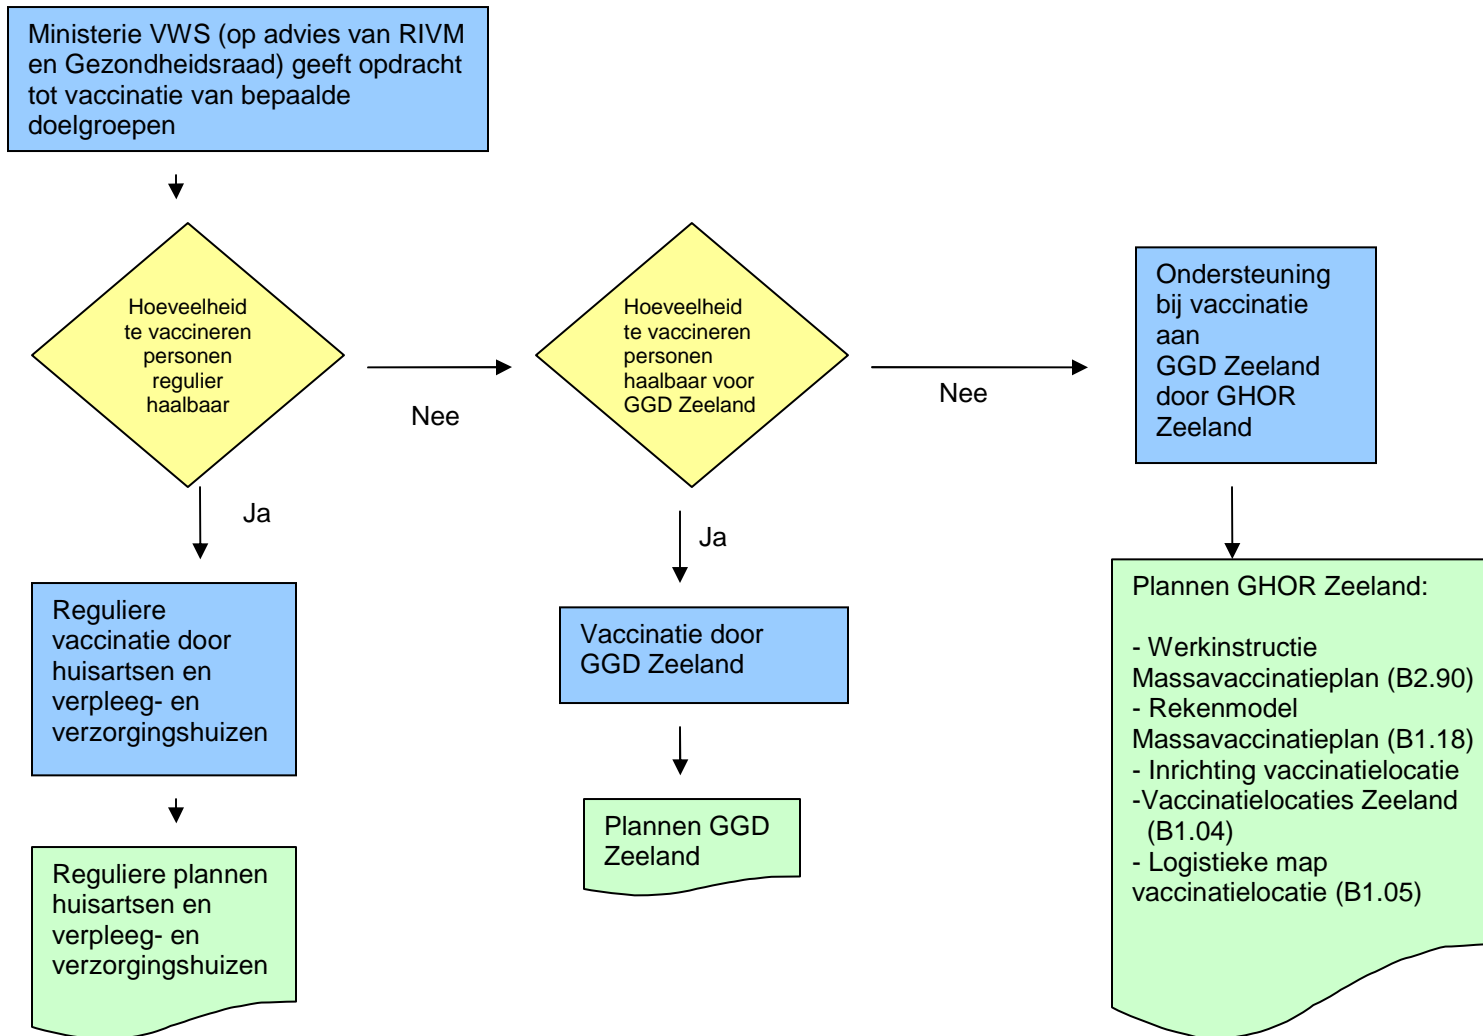 Ministerie VWS (op advies van RIVM
en Gezondheidsraad) geeft opdracht
tot vaccinatie van bepaalde
doelgroepen
Hoeveelheid
te vaccineren
personen
regulier
haalbaar
Nee
Hoeveelheid
te vaccineren
personen
haalbaar voor
GGD Zeeland
Nee
Ondersteuning
bij vaccinatie
aan
GGD Zeeland
door GHOR
Zeeland
Ja
Ja
Reguliere
vaccinatie door
huisartsen en
verpleeg- en
verzorgingshuizen
Vaccinatie door
GGD Zeeland
Plannen GHOR Zeeland:
- Werkinstructie
Massavaccinatieplan (B2.90)
- Rekenmodel
Massavaccinatieplan (B1.18)
- Inrichting vaccinatielocatie
-Vaccinatielocaties Zeeland
(B1.04)
- Logistieke map
vaccinatielocatie (B1.05)
Reguliere plannen
huisartsen en
verpleeg- en
verzorgingshuizen
Plannen GGD
Zeeland